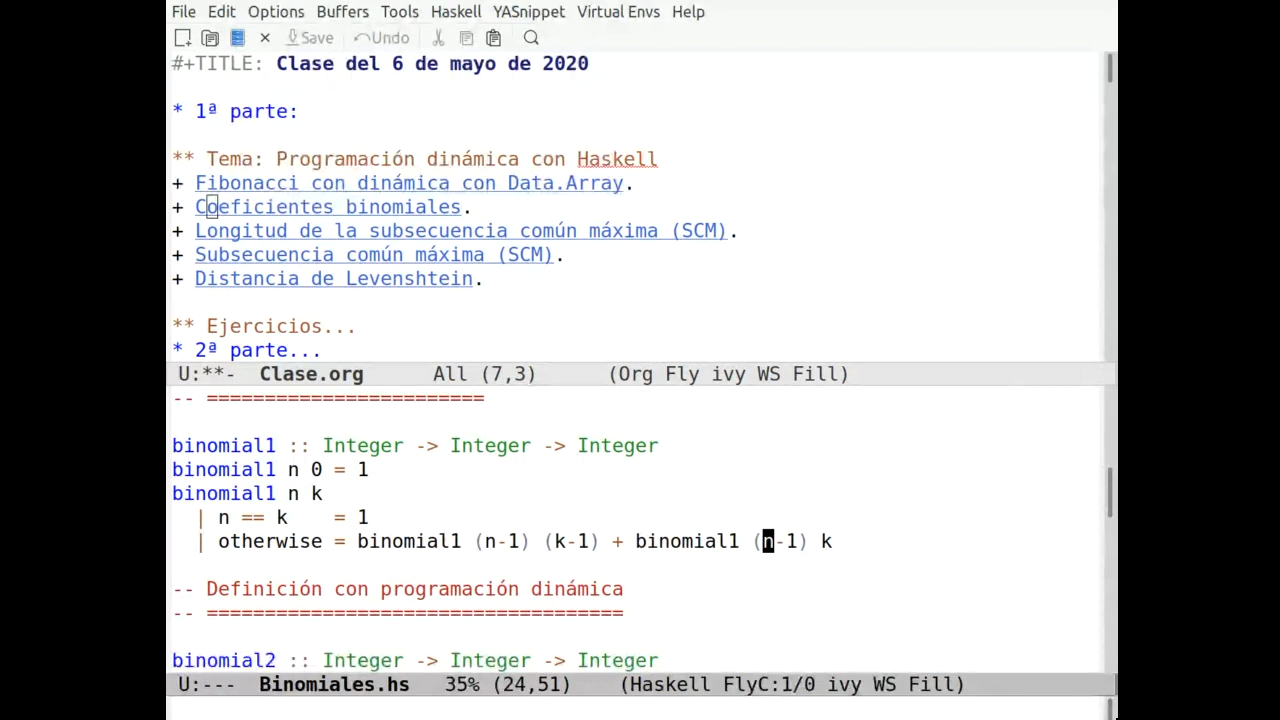 File Edit Options Buffers Tools Haskell YASnippet Virtual Envs Help
Save Undo
#+TITLE: Clase del 6 de mayo de 2020
* 1ª parte:
** Tema: Programación dinámica con Haskell
+ Fibonacci con dinámica con Data.Array.
+ Coeficientes binomiales.
+ Longitud de la subsecuencia común máxima (SCM).
+ Subsecuencia común máxima (SCM).
+ Distancia de Levenshtein.
** Ejercicios...
* 2ª parte...
U:**- Clase.org All (7,3) (Org Fly ivy WS Fill)
-- ========================
binomial1 :: Integer -> Integer -> Integer
binomial1 n 0 = 1
binomial1 n k
| n == k = 1
| otherwise = binomial1 (n-1) (k-1) + binomial1 (n-1) k
-- Definición con programación dinámica
-- ====================================
binomial2 :: Integer -> Integer -> Integer
U:--- Binomiales.hs 35% (24,51) (Haskell FlyC:1/0 ivy WS Fill)